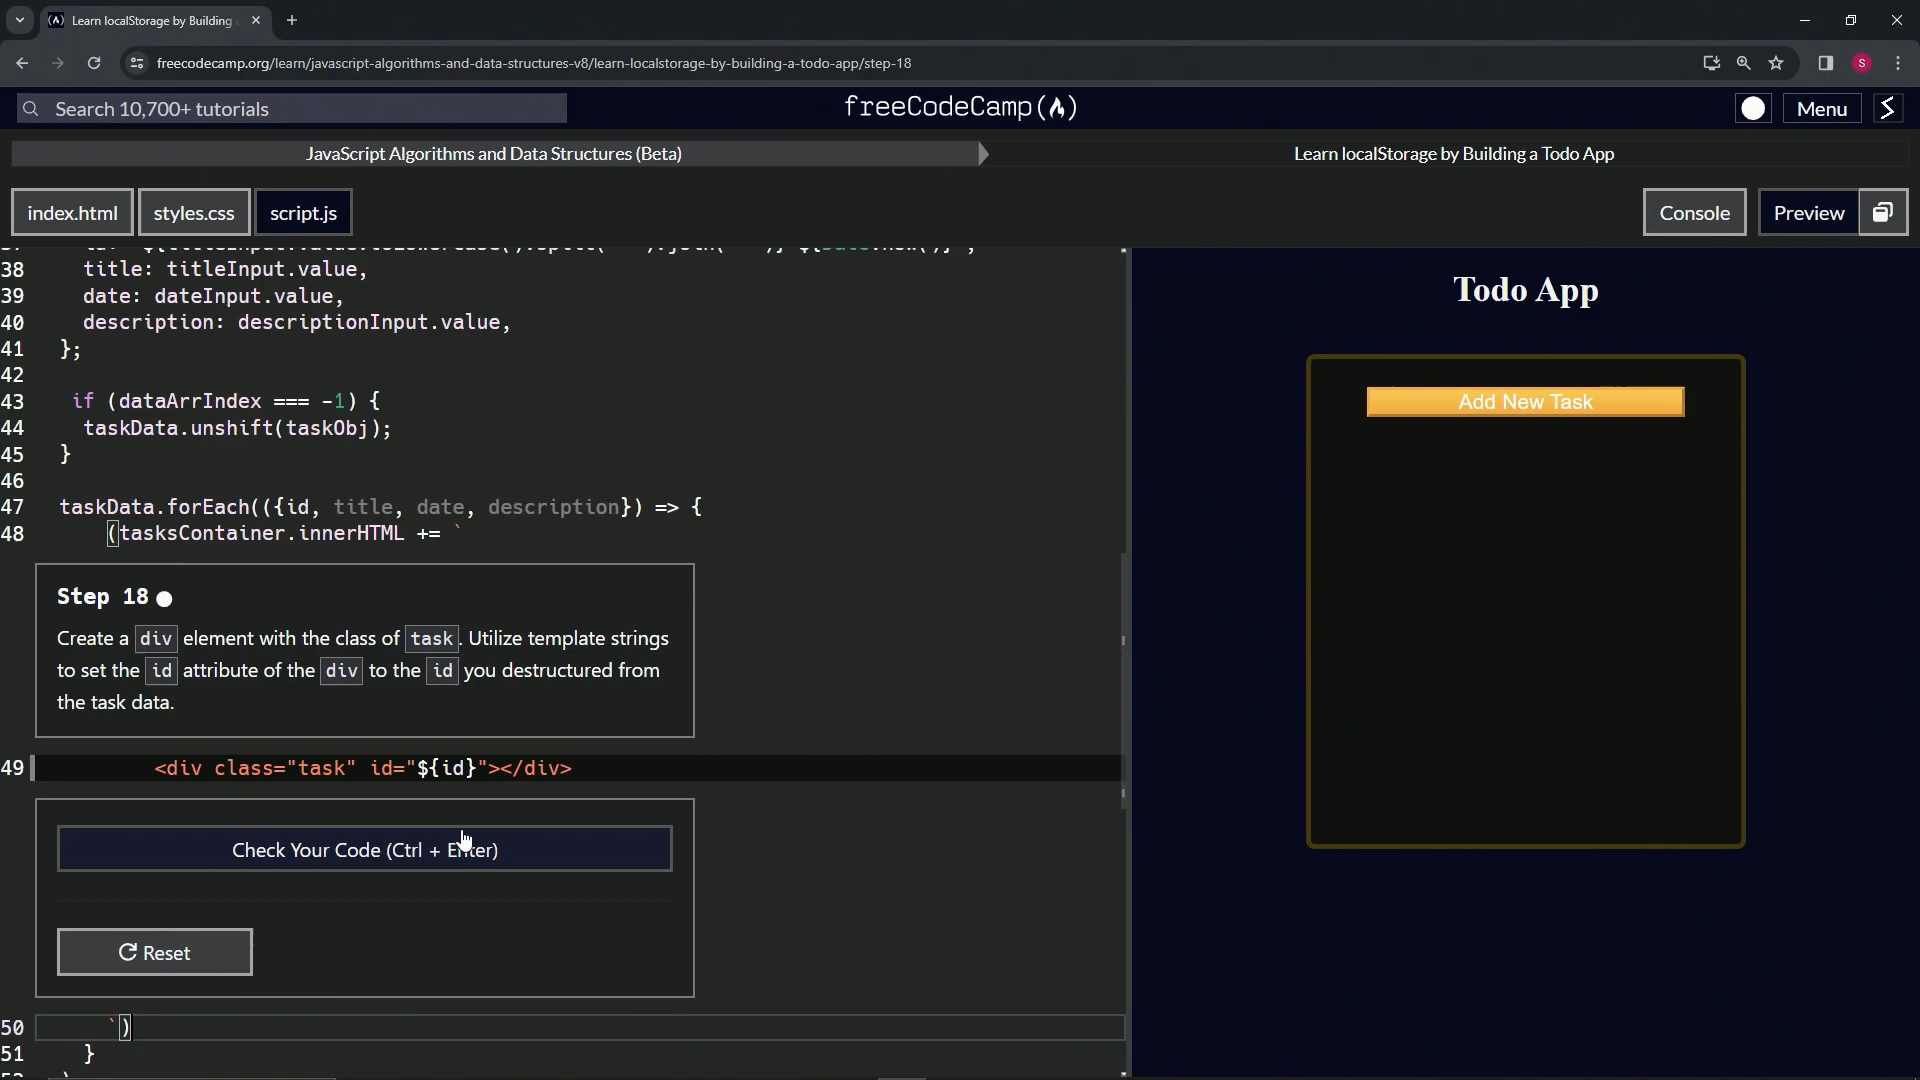 Learn localStorage by Building
freecodecamp.org/learn/javascript-algorithms-and-data-structures-v8/learn-localstorage-by-building-a-todo-app/step-18
S
Search 10,700+ tutorials
freeCodeCamp(🔥)
Menu
JavaScript Algorithms and Data Structures (Beta)
Learn localStorage by Building a Todo App
index.html
styles.css
script.js
Console
Preview
38 title: titleInput.value,
39 date: dateInput.value,
40 description: descriptionInput.value,
41 };
42
43 if (dataArrIndex === -1) {
44 taskData.unshift(taskObj);
45 }
46
47 taskData.forEach(({id, title, date, description}) => {
48 (tasksContainer.innerHTML += `
Step 18
Create a div element with the class of task. Utilize template strings
to set the id attribute of the div to the id you destructured from
the task data.
49 <div class="task" id="${id}"></div>
Check Your Code (Ctrl + Enter)
Reset
50 `)
51 }
Todo App
Add New Task